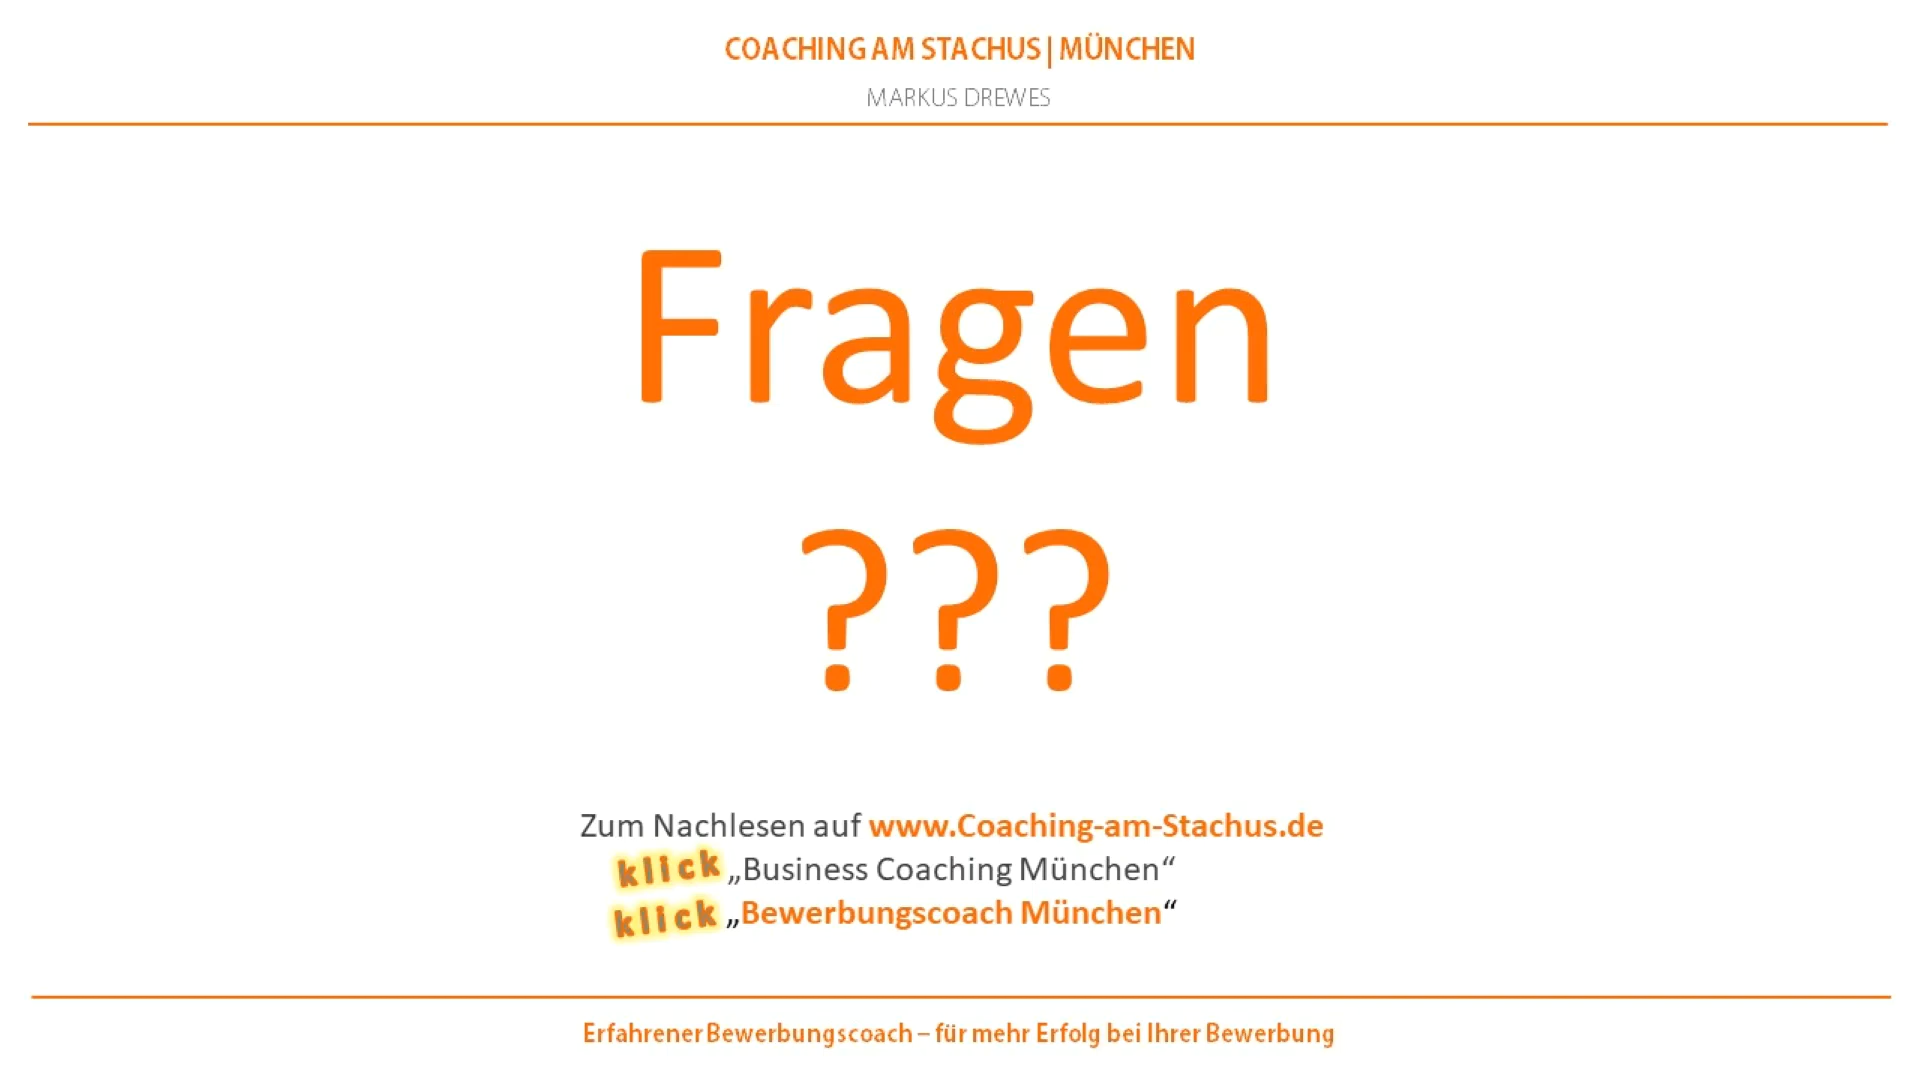 COACHING AM STACHUS | MÜNCHEN
MARKUS DREWES
Fragen
???
Zum Nachlesen auf www.Coaching-am-Stachus.de
klick „Business Coaching München“
klick „Bewerbungscoach München“
Erfahrener Bewerbungscoach – für mehr Erfolg bei Ihrer Bewerbung